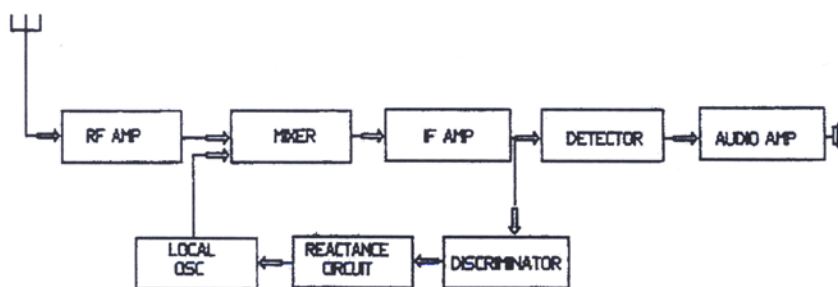 RF AMP
MIXER
IF AMP
DETECTOR
AUDIO AMP
LOCAL
OSC
REACTANCE
CIRCUIT
DISCRIMINATOR